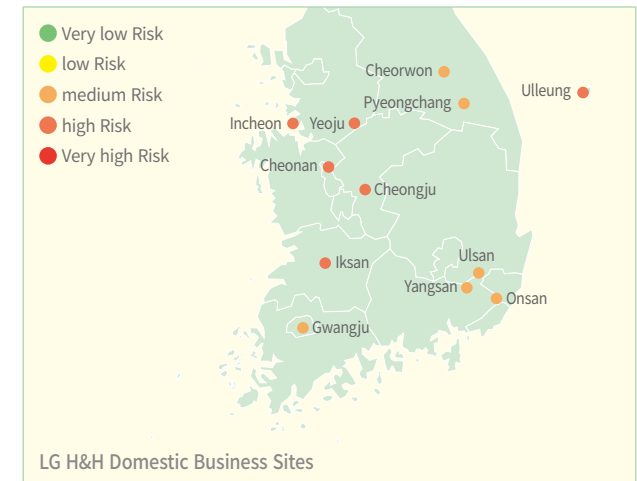 Very low Risk
low Risk
medium Risk
high Risk
Very high Risk
Cheorwon
Ulleung
Pyeongchang
Incheon
Yeoju
Cheonan
Cheongju
Ulsan
Iksan
Yangsan
Onsan
Gwangju
LG H&H Domestic Business Sites